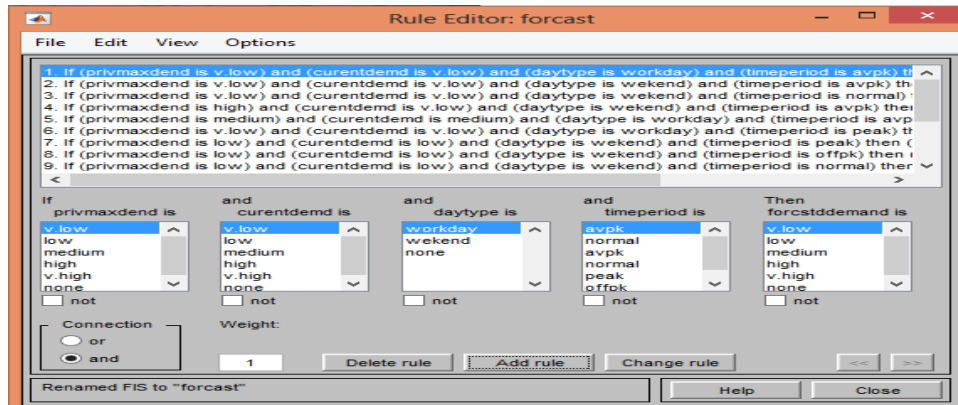 Rule Editor: forcast
File Edit View Options
1. If (privmaxdend is v.low) and (curentdemd is v.low) and (daytype is workday) and (timeperiod is avpk) th
2. If (privmaxdend is v.low) and (curentdemd is v.low) and (daytype is wekend) and (timeperiod is avpk) th
3. If (privmaxdend is v.low) and (curentdemd is v.low) and (daytype is wekend) and (timeperiod is normal)
4. If (privmaxdend is high) and (curentdemd is v.low) and (daytype is wekend) and (timeperiod is avpk) ther
5. If (privmaxdend is medium) and (curentdemd is medium) and (daytype is workday) and (timeperiod is avp
6. If (privmaxdend is v.low) and (curentdemd is v.low) and (daytype is workday) and (timeperiod is peak) th
7. If (privmaxdend is low) and (curentdemd is low) and (daytype is wekend) and (timeperiod is peak) then (
8. If (privmaxdend is low) and (curentdemd is low) and (daytype is wekend) and (timeperiod is offpk) then (
9. If (privmaxdend is low) and (curentdemd is low) and (daytype is wekend) and (timeperiod is normal) ther
If and and and Then
privmaxdend is curentdemd is daytype is timeperiod is forcstddemand is
v.low v.low workday avpk v.low
low low wekend normal low
medium medium none avpk medium
high high normal high
v.high v.high peak v.high
none none offpk none
not not not not not
Connection Weight:
or
and 1 Delete rule Add rule Change rule << >>
Renamed FIS to "forcast" Help Close